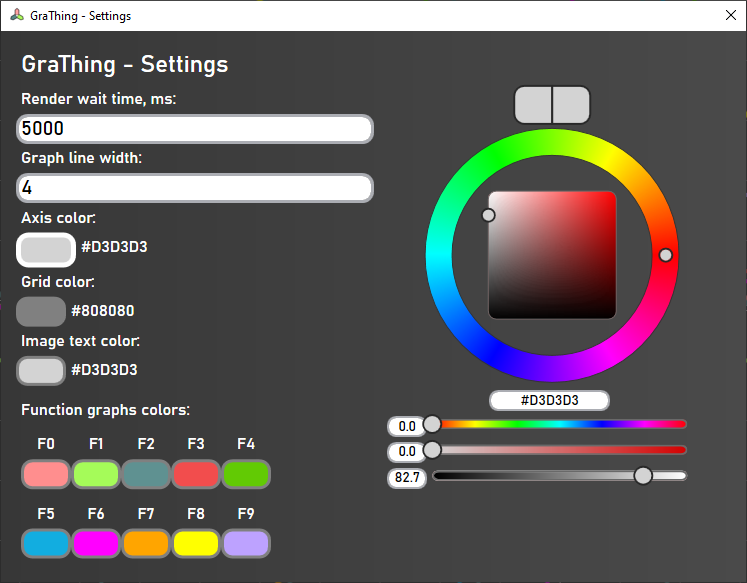 GraThing - Settings
GraThing - Settings
Render wait time, ms:
5000
Graph line width:
4
Axis color:
#D3D3D3
Grid color:
#808080
Image text color:
#D3D3D3
Function graphs colors:
F0 F1 F2 F3 F4
F5 F6 F7 F8 F9
#D3D3D3
0.0
0.0
82.7